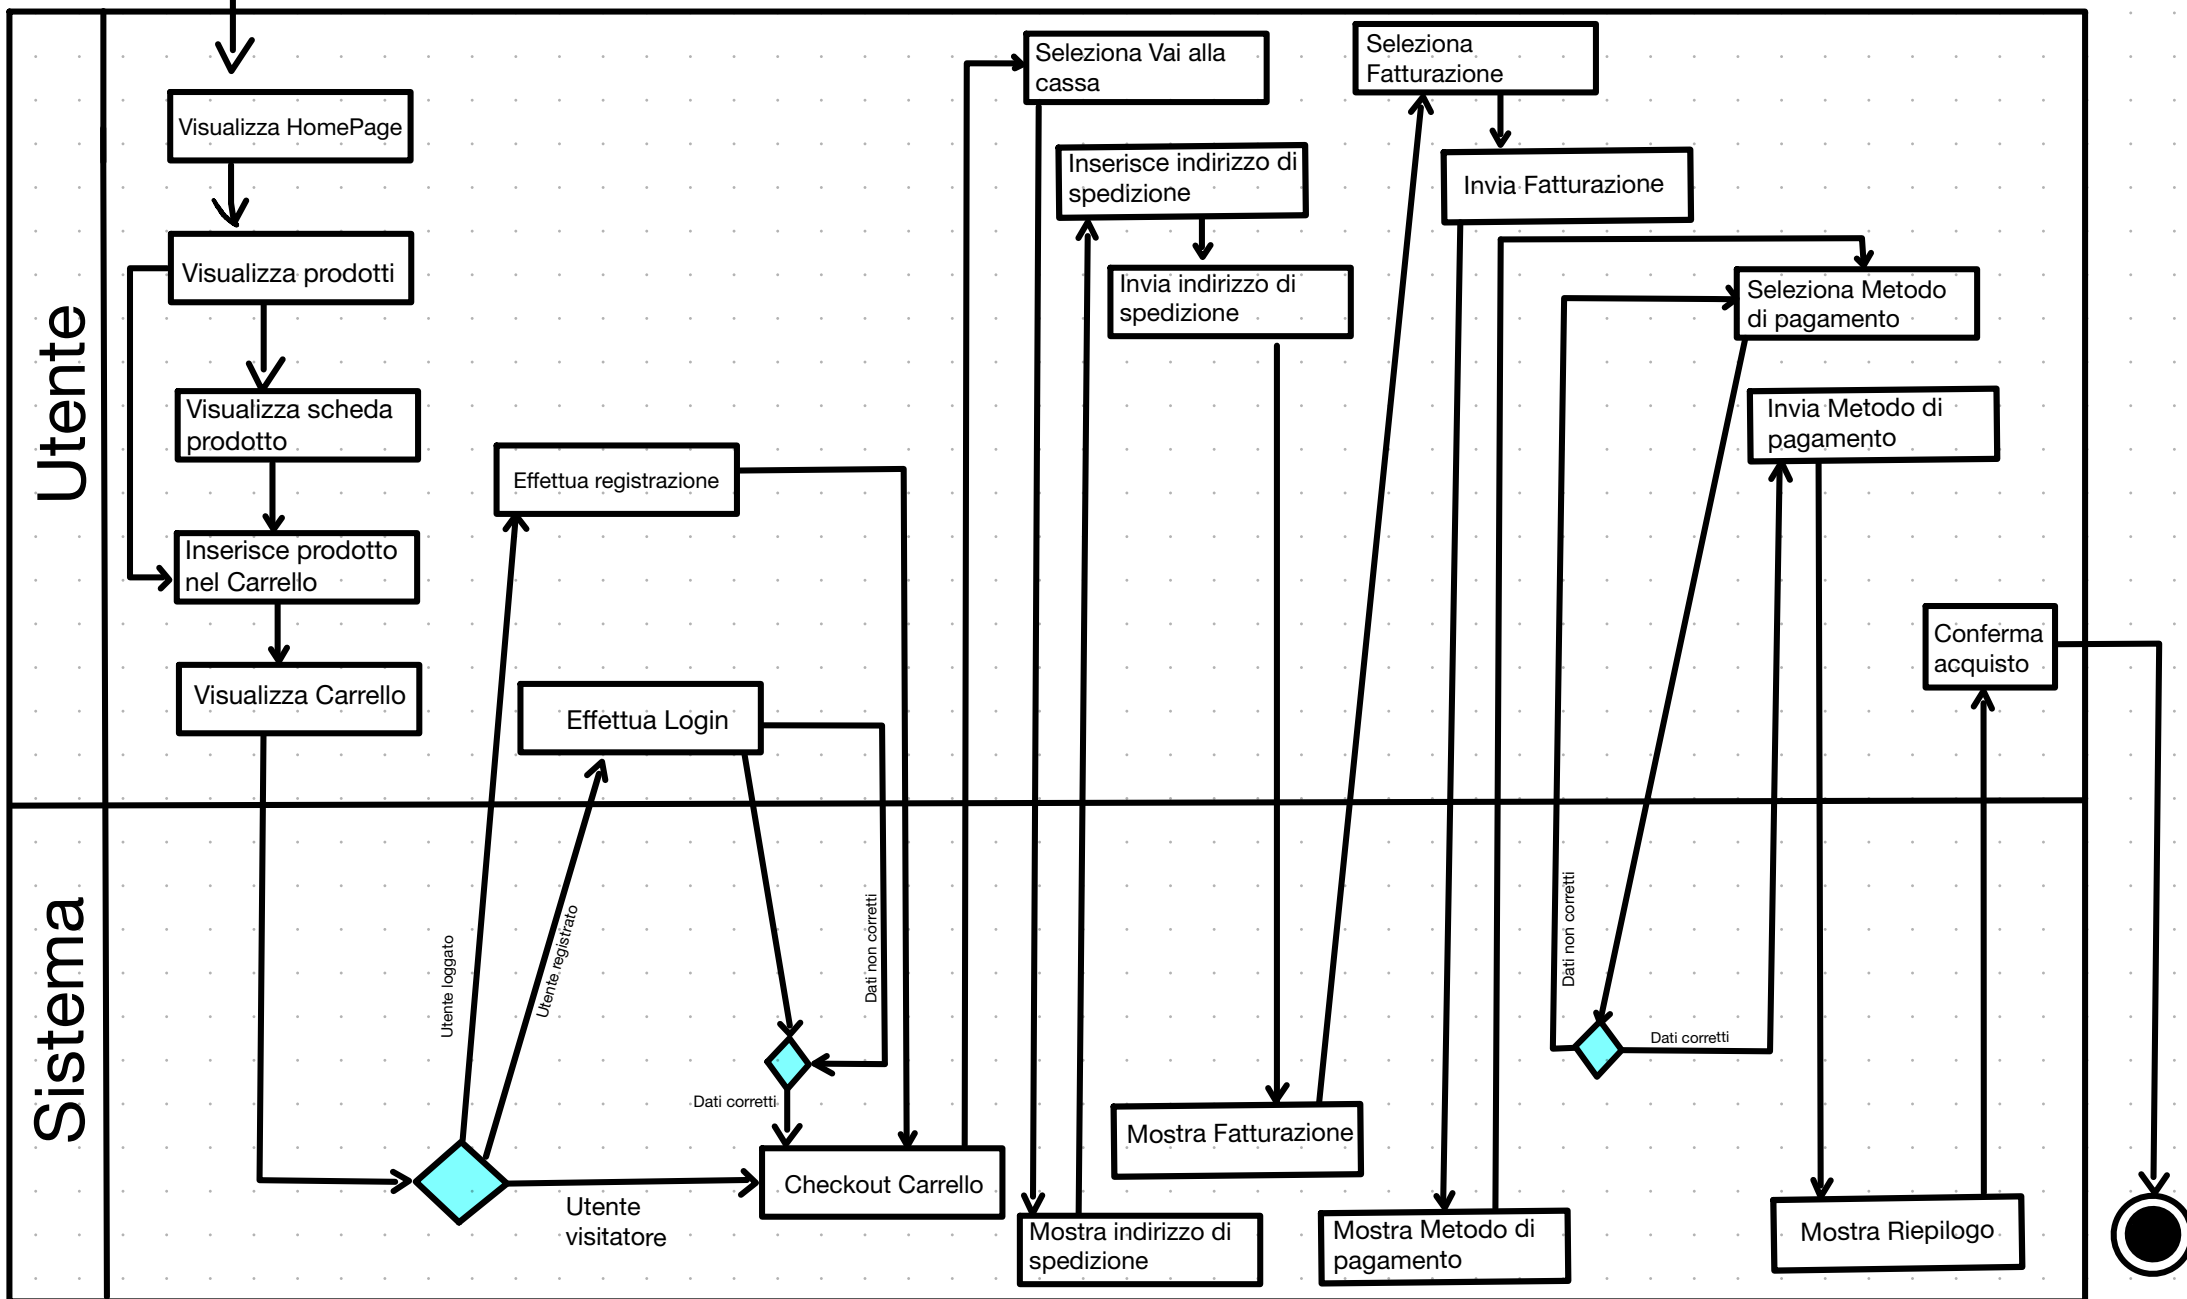 Utente
Visualizza HomePage
Visualizza prodotti
Visualizza scheda
prodotto
Inserisce prodotto
nel Carrello
Visualizza Carrello
Effettua registrazione
Effettua Login
Seleziona Vai alla
cassa
Inserisce indirizzo di
spedizione
Invia indirizzo di
spedizione
Seleziona
Fatturazione
Invia Fatturazione
Seleziona Metodo
di pagamento
Invia Metodo di
pagamento
Conferma
acquisto
Sistema
Utente loggato
Utente registrato
Utente
visitatore
Dati non corretti
Dati corretti
Checkout Carrello
Mostra indirizzo di
spedizione
Mostra Fatturazione
Mostra Metodo di
pagamento
Dati non corretti
Dati corretti
Mostra Riepilogo